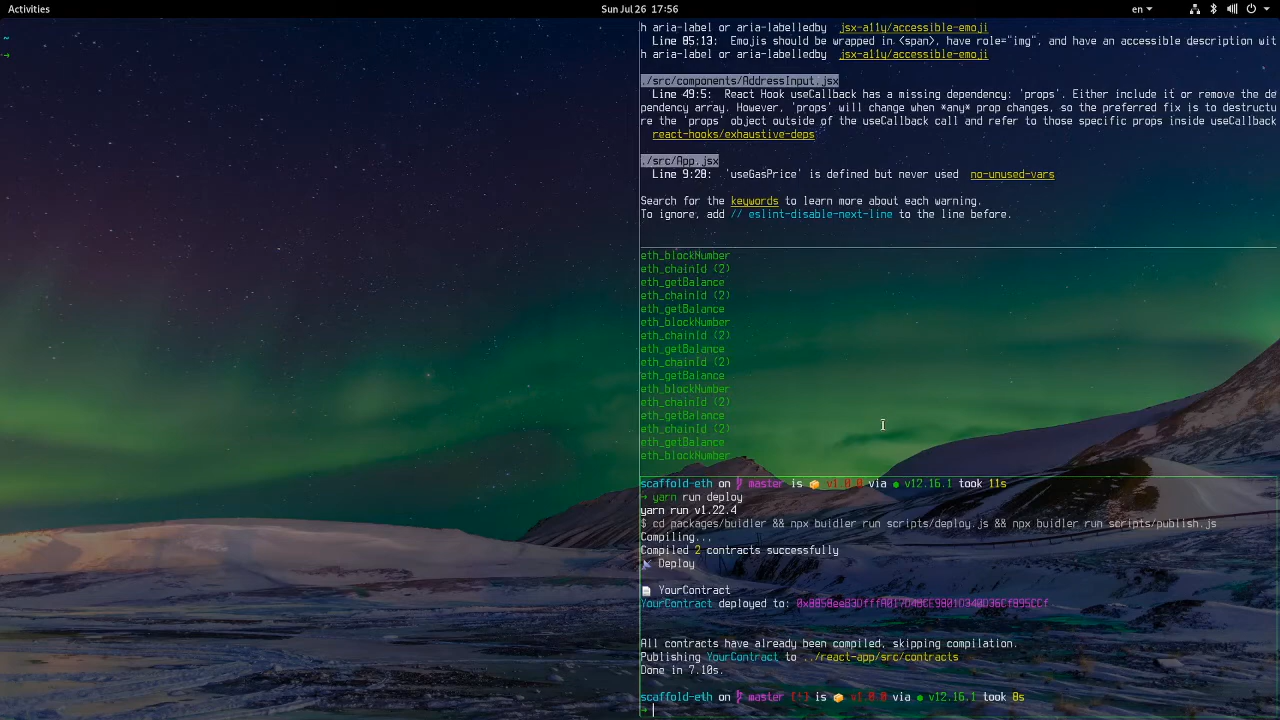 Activities
Sun Jul 26 17:56
en
~
→
h aria-label or aria-labelledby jsx-a11y/accessible-emoji
Line 85:13: Emojis should be wrapped in <span>, have role="img", and have an accessible description wit
h aria-label or aria-labelledby jsx-a11y/accessible-emoji
./src/components/AddressInput.jsx
Line 49:5: React Hook useCallback has a missing dependency: 'props'. Either include it or remove the de
pendency array. However, 'props' will change when *any* prop changes, so the preferred fix is to destructu
re the 'props' object outside of the useCallback call and refer to those specific props inside useCallback
react-hooks/exhaustive-deps
./src/App.jsx
Line 9:28: 'useGasPrice' is defined but never used no-unused-vars
Search for the keywords to learn more about each warning.
To ignore, add // eslint-disable-next-line to the line before.
eth_blockNumber
eth_chainId (2)
eth_getBalance
eth_chainId (2)
eth_getBalance
eth_blockNumber
eth_chainId (2)
eth_getBalance
eth_chainId (2)
eth_getBalance
eth_blockNumber
eth_chainId (2)
eth_getBalance
eth_chainId (2)
eth_getBalance
eth_blockNumber
scaffold-eth on master is 📦 v1.0.0 via ● v12.16.1 took 11s
→ yarn run deploy
yarn run v1.22.4
$ cd packages/buidler && npx buidler run scripts/deploy.js && npx buidler run scripts/publish.js
Compiling...
Compiled 2 contracts successfully
📡 Deploy
📄 YourContract
YourContract deployed to:
All contracts have already been compiled, skipping compilation.
Publishing YourContract to ../react-app/src/contracts
Done in 7.10s.
scaffold-eth on master [!] is 📦 v1.0.0 via ● v12.16.1 took 8s
→